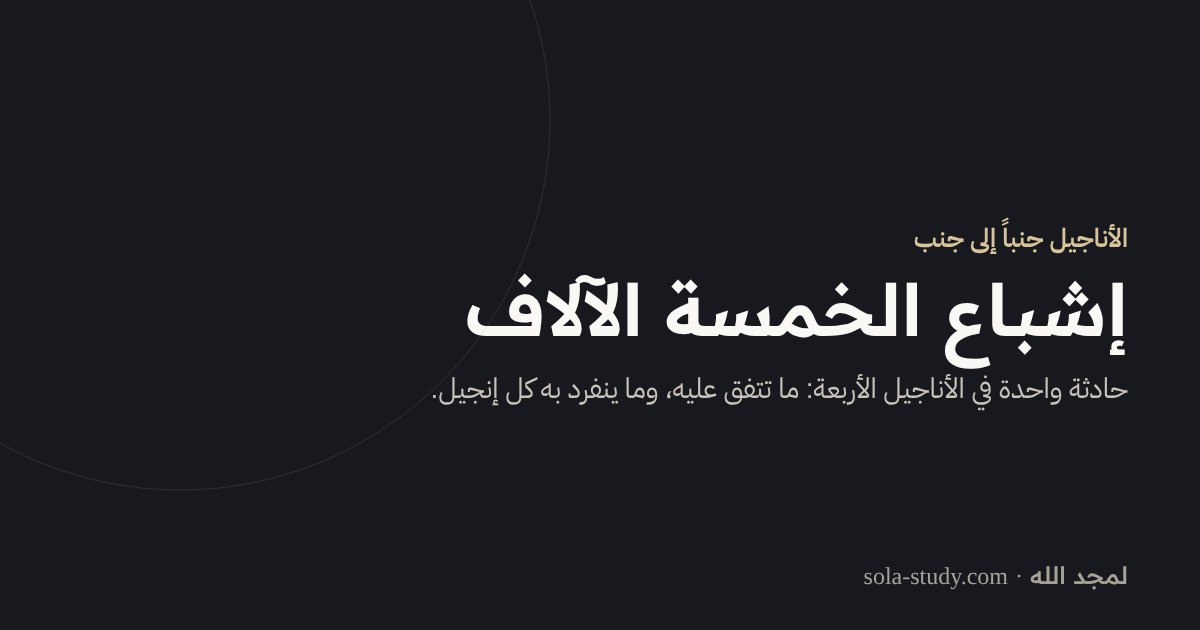 الأناجيل جنباً إلى جنب
إشباع الخمسة الآلاف
حادثة واحدة في الأناجيل الأربعة: ما تتفق عليه، وما ينفرد به كل إنجيل.
لمجد الله · sola-study.com